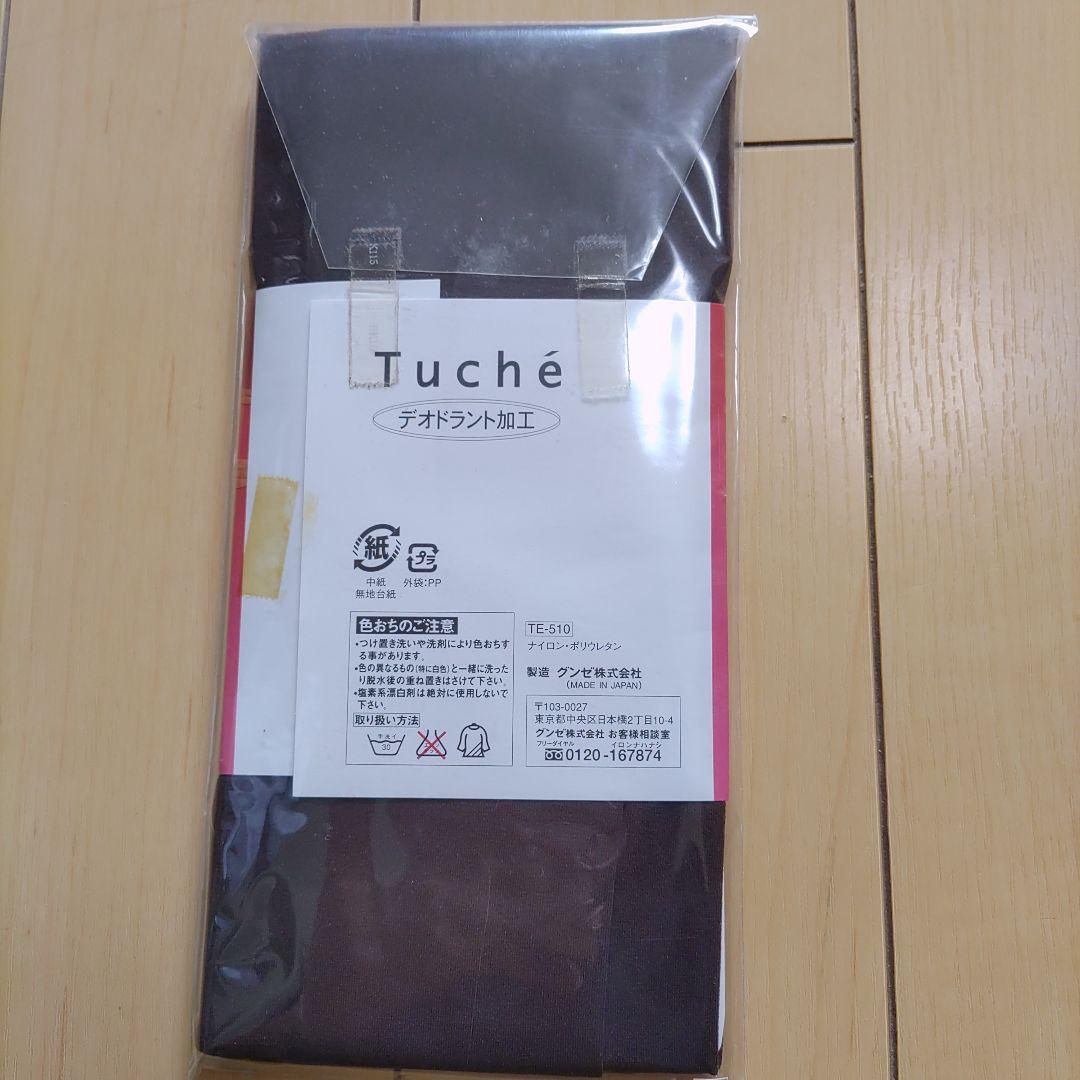 K115
Tuché
デオドラント加工
紙
プラ
中紙
無地台紙
外袋:PP
色おちのご注意
•つけ置き洗いや洗剤により色おちす
る事があります。
•色の異なるもの(特に白色)と一緒に洗った
り脱水後の重ね置きはさけて下さい。
•塩素系漂白剤は絶対に使用しないで
下さい。
取り扱い方法
手洗イ
30
TE-510
ナイロン・ポリウレタン
製造 グンゼ株式会社
(MADE IN JAPAN)
〒103-0027
東京都中央区日本橋2丁目10-4
グンゼ株式会社 お客様相談室
フリーダイヤル イロンナハナシ
0120-167874